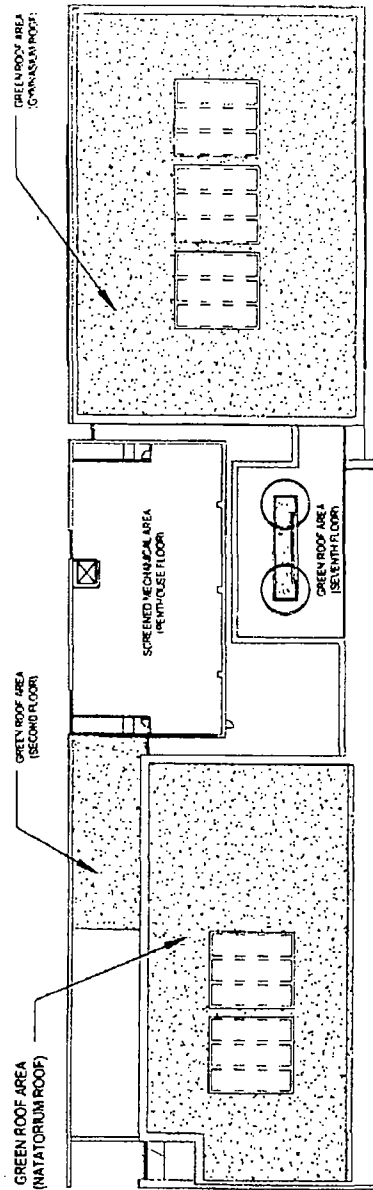 GREEN ROOF AREA
(GYMNASIUM ROOF)
GREEN ROOF AREA
(SECOND FLOOR)
SCREENED MECHANICAL AREA
(PENTHOUSE FLOOR)
GREEN ROOF AREA
(SEVENTH FLOOR)
GREEN ROOF AREA
(NATATORIUM ROOF)